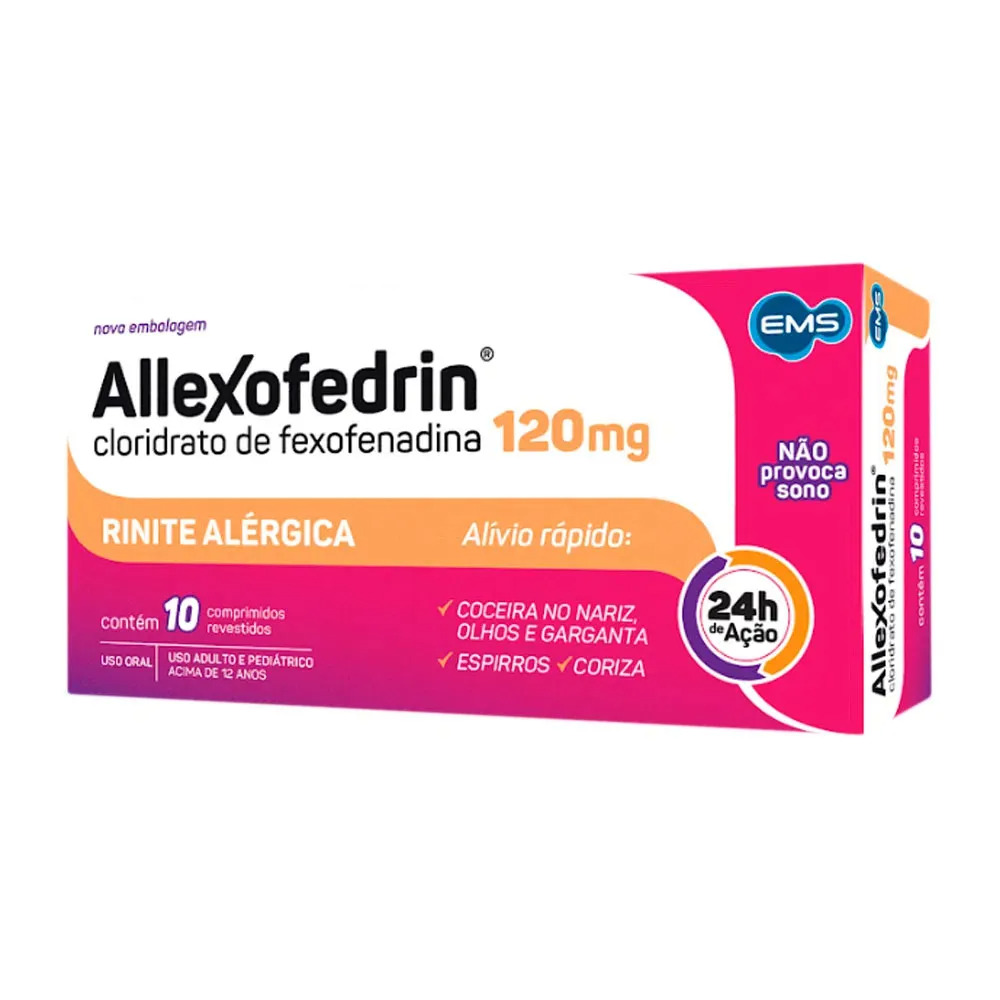 nova embalagem
Allexofedrin®
cloridrato de fexofenadina 120mg
RINITE ALÉRGICA
Alívio rápido:
contém 10 comprimidos revestidos
USO ORAL
USO ADULTO E PEDIÁTRICO
ACIMA DE 12 ANOS
✓ COCEIRA NO NARIZ,
OLHOS E GARGANTA
✓ ESPIRROS ✓ CORIZA
EMS
NÃO
provoca
sono
24h
de Ação
EMS
Allexofedrin® 120mg
cloridrato de fexofenadina
contém 10 comprimidos revestidos